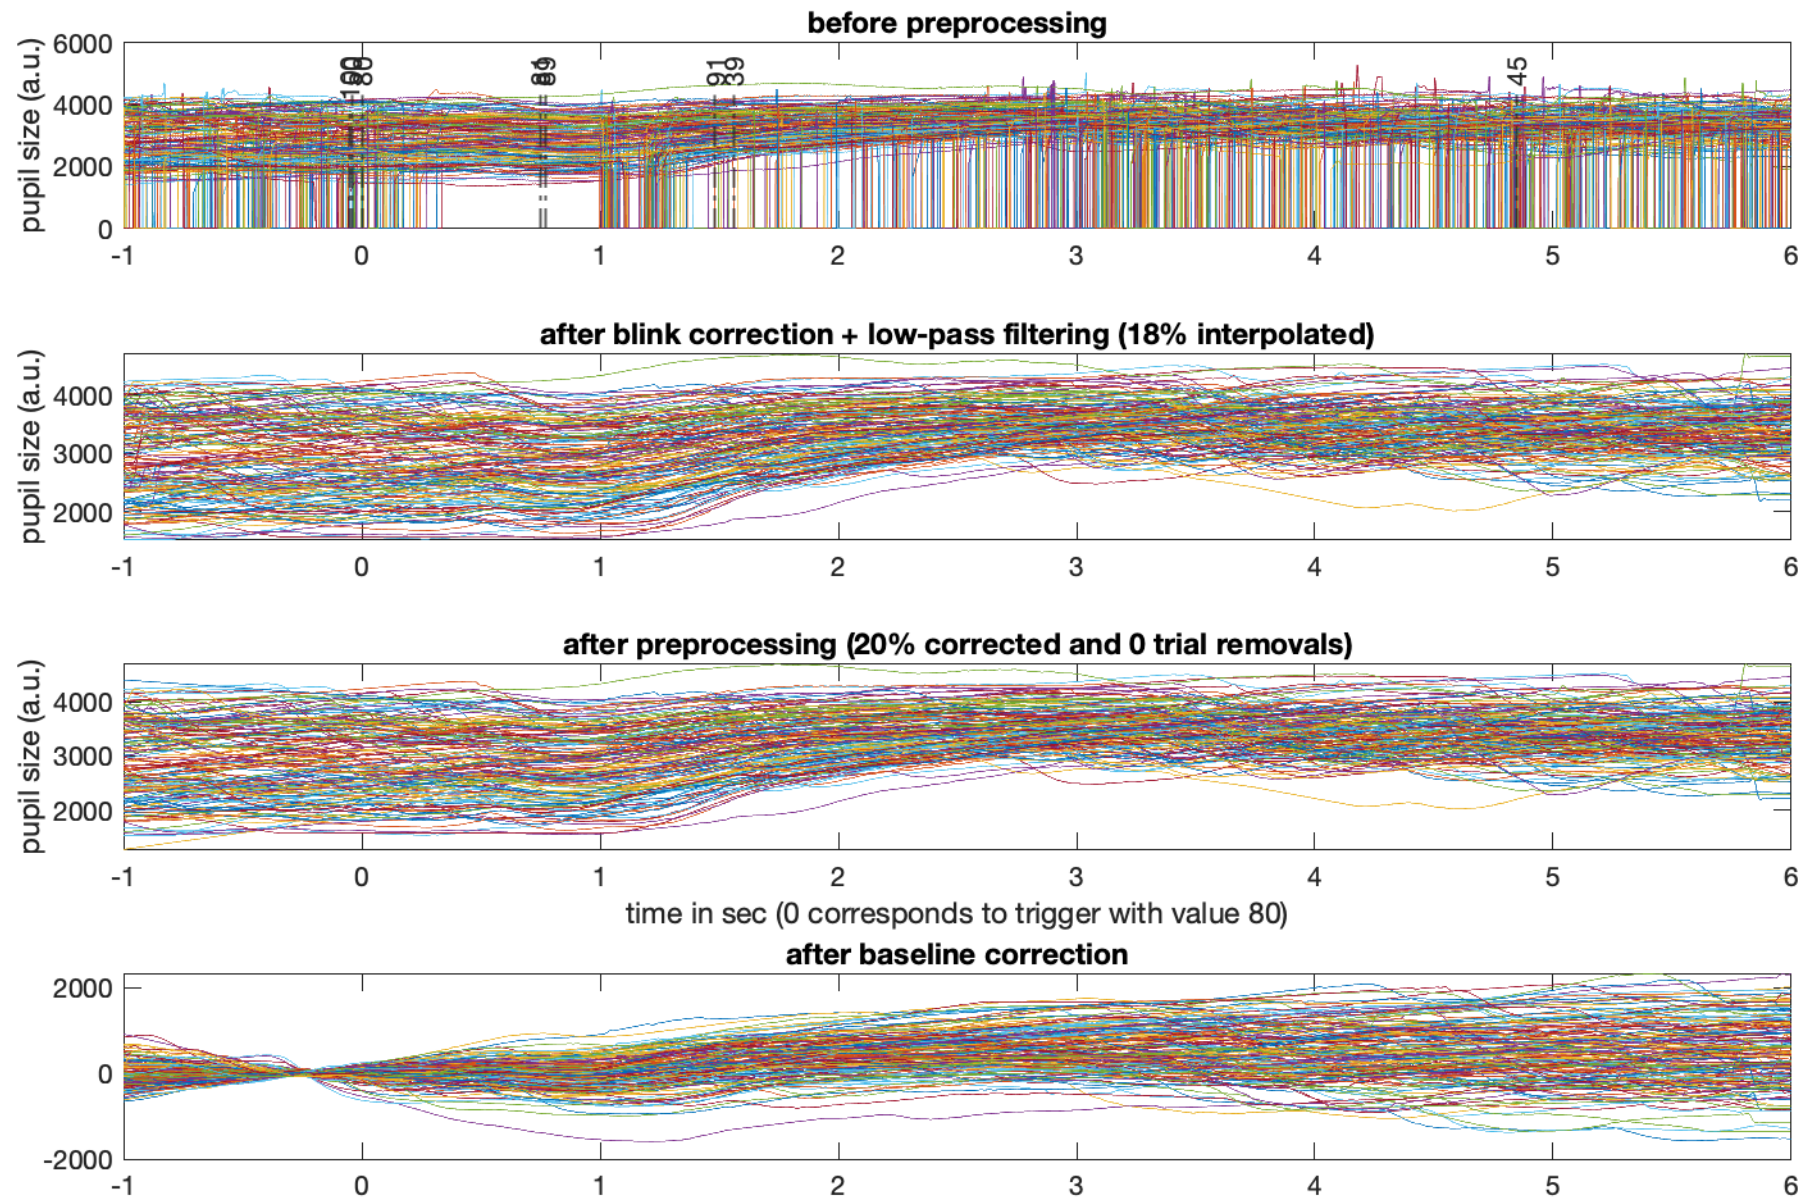 before preprocessing
pupil size (a.u.)
6000
4000
2000
0
91
39
45
-1 0 1 2 3 4 5 6
after blink correction + low-pass filtering (18% interpolated)
pupil size (a.u.)
4000
3000
2000
-1 0 1 2 3 4 5 6
after preprocessing (20% corrected and 0 trial removals)
pupil size (a.u.)
4000
3000
2000
-1 0 1 2 3 4 5 6
time in sec (0 corresponds to trigger with value 80)
after baseline correction
2000
0
-2000
-1 0 1 2 3 4 5 6